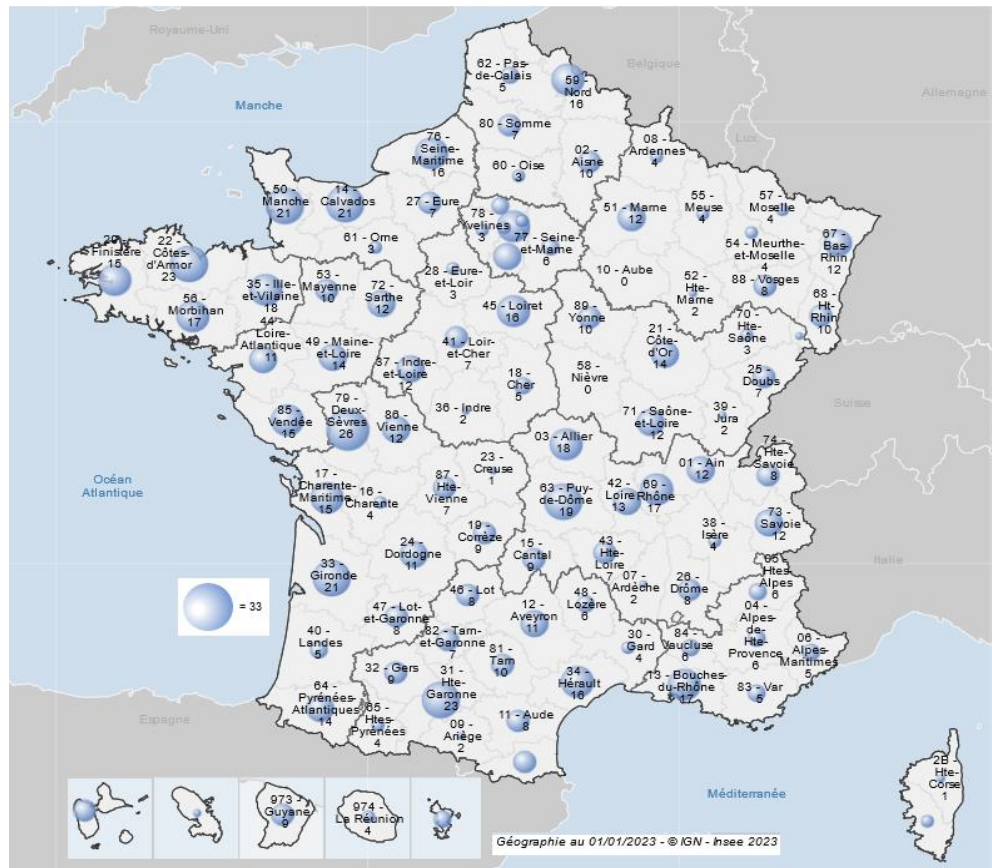 Royaume-Uni
Belgique
Allemagne
Lux.
Manche
62 - Pas-
de-Calais
5
59 -
Nord
16
80 - Somme
7
76 -
Seine-
Maritime
16
02 -
Aisne
10
08 -
Ardennes
4
60 - Oise
3
50 -
Manche
21
14 -
Calvados
21
27 - Eure
7
78 -
Yvelines
3
77 - Seine-
et-Marne
6
51 - Marne
12
55 -
Meuse
4
57 -
Moselle
4
54 - Meurthe-
et-Moselle
4
67 -
Bas-
Rhin
12
61 - Orne
3
29 -
Finistère
15
22 -
Côtes-
d'Armor
23
35 - Ille-
et-Vilaine
18
53 -
Mayenne
10
72 -
Sarthe
12
28 - Eure-
et-Loir
3
10 - Aube
0
52 -
Hte-
Marne
2
88 - Vosges
8
68 -
Ht-
Rhin
10
56 -
Morbihan
17
45 - Loiret
16
89 -
Yonne
10
21 -
Côte-
d'Or
14
70 -
Hte-
Saône
3
44 -
Loire-
Atlantique
11
49 - Maine-
et-Loire
14
37 - Indre-
et-Loire
12
41 - Loir-
et-Cher
7
18 -
Cher
5
58 -
Nièvre
0
25 -
Doubs
7
Suisse
85 -
Vendée
15
79 -
Deux-
Sèvres
26
86 -
Vienne
12
36 - Indre
2
71 - Saône-
et-Loire
12
39 -
Jura
2
03 - Allier
18
01 - Ain
12
74 -
Hte-
Savoie
8
Océan
Atlantique
17 -
Charente-
Maritime
15
16 -
Charente
4
87 - Hte-
Vienne
7
23 -
Creuse
1
63 - Puy-
de-Dôme
19
42 -
Loire
13
69 -
Rhône
17
73 -
Savoie
12
38 -
Isère
4
Italie
19 -
Corrèze
9
24 -
Dordogne
11
15 -
Cantal
9
43 -
Hte-
Loire
7
07 -
Ardèche
2
26 -
Drôme
8
05 -
Htes-
Alpes
6
33 -
Gironde
21
= 33
47 - Lot-
et-Garonne
8
46 - Lot
8
12 -
Aveyron
11
48 -
Lozère
6
30 -
Gard
4
84 -
Vaucluse
6
04 -
Alpes-
de-
Hte-
Provence
6
06 -
Alpes-
Maritimes
5
40 -
Landes
5
82 - Tarn-
et-Garonne
7
81 -
Tarn
10
34 -
Hérault
16
13 - Bouches-
du-Rhône
17
83 - Var
5
32 - Gers
9
31 -
Hte-
Garonne
23
64 -
Pyrénées-
Atlantiques
14
65 -
Htes-
Pyrénées
4
09 -
Ariège
2
11 - Aude
8
Espagne
Méditerranée
2B -
Hte-
Corse
1
973 -
Guyane
9
974 -
La Réunion
4
Géographie au 01/01/2023 - © IGN - Insee 2023